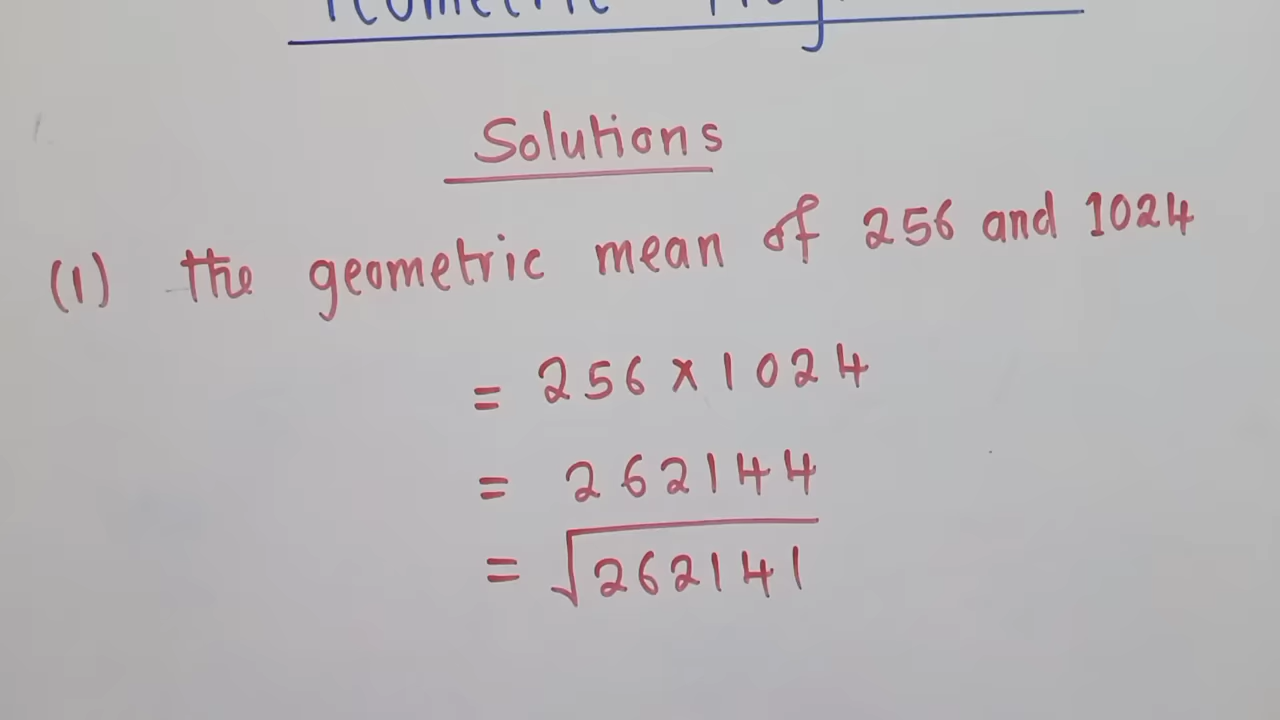 Solutions
(1) the geometric mean of 256 and 1024
= 256 × 1024
= 262144
= √262141